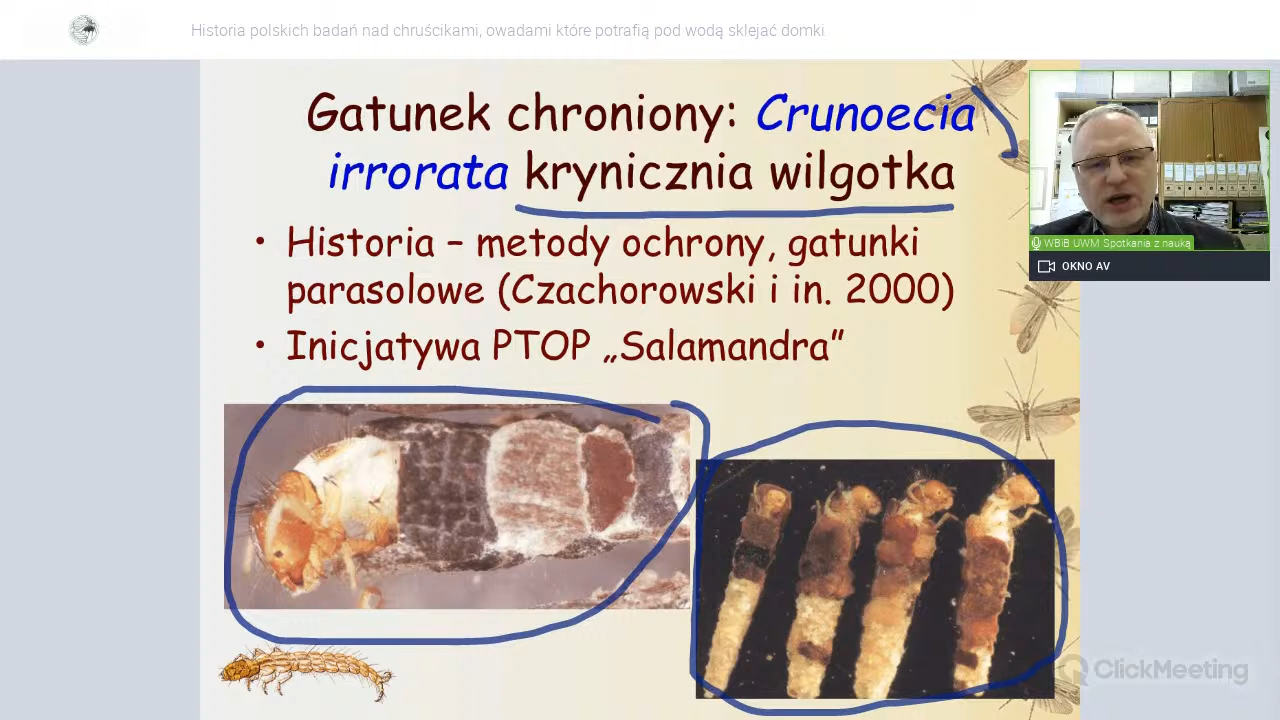 Historia polskich badań nad chruścikami, owadami które potrafią pod wodą sklejać domki
Gatunek chroniony: Crunoecia
irrorata krynicznia wilgotka
• Historia – metody ochrony, gatunki
parasolowe (Czachorowski i in. 2000)
• Inicjatywa PTOP „Salamandra”
WBiB UWM Spotkania z nauką
OKNO AV
ClickMeeting